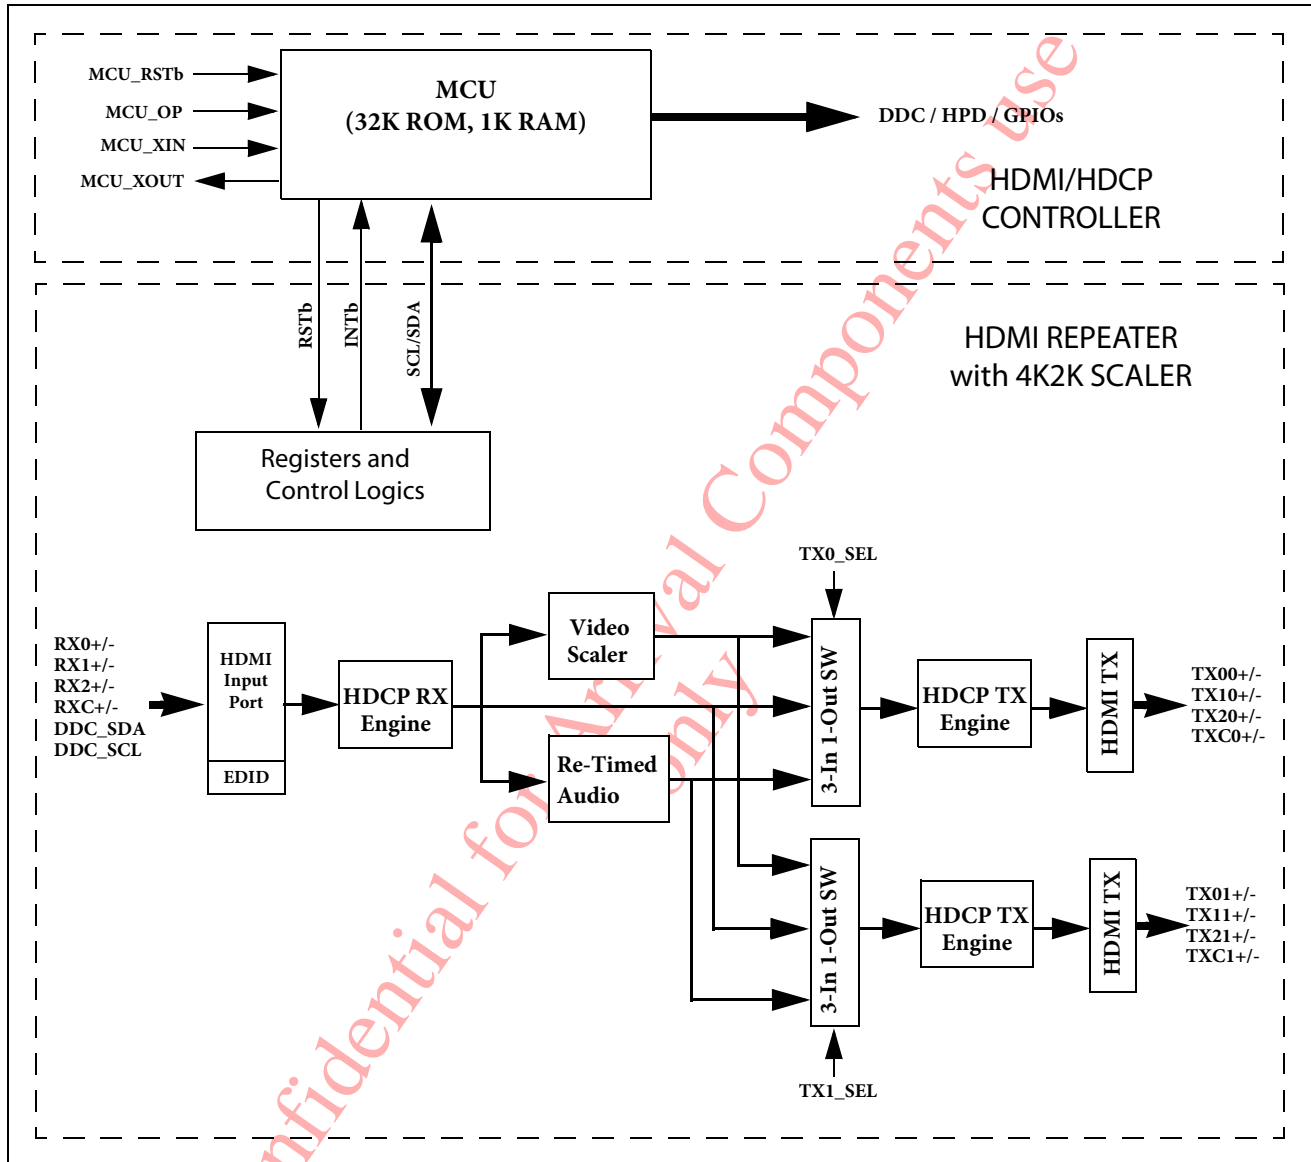 MCU_RSTb
MCU_OP
MCU_XIN
MCU_XOUT
MCU
(32K ROM, 1K RAM)
DDC / HPD / GPIOs
HDMI/HDCP
CONTROLLER
RSTb
INTb
SCL/SDA
HDMI REPEATER
with 4K2K SCALER
Registers and
Control Logics
TX0_SEL
RX0+/-
RX1+/-
RX2+/-
RXC+/-
DDC_SDA
DDC_SCL
HDMI
Input
Port
EDID
HDCP RX
Engine
Video
Scaler
Re-Timed
Audio
3-In 1-Out SW
HDCP TX
Engine
HDMI TX
TX00+/-
TX10+/-
TX20+/-
TXC0+/-
3-In 1-Out SW
HDCP TX
Engine
HDMI TX
TX01+/-
TX11+/-
TX21+/-
TXC1+/-
TX1_SEL
nfidential for Arrival Components use
only